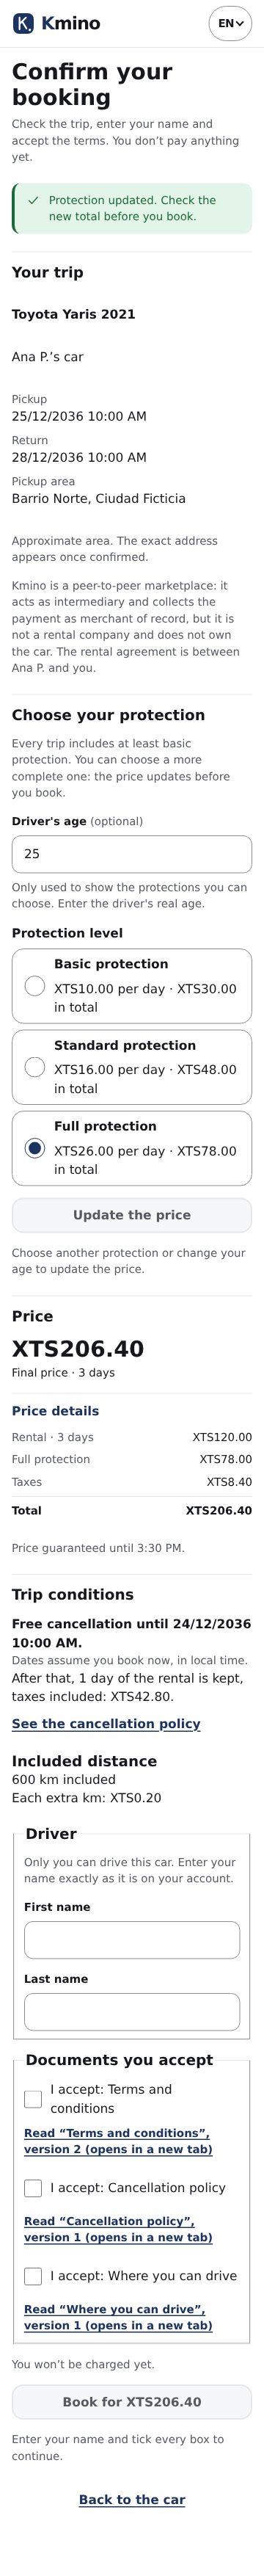 Kmino
EN
Confirm your
booking
Check the trip, enter your name and
accept the terms. You don't pay anything
yet.
Protection updated. Check the
new total before you book.
Your trip
Toyota Yaris 2021
Ana P.’s car
Pickup
25/12/2036 10:00 AM
Return
28/12/2036 10:00 AM
Pickup area
Barrio Norte, Ciudad Ficticia
Approximate area. The exact address
appears once confirmed.
Kmino is a peer-to-peer marketplace: it
acts as intermediary and collects the
payment as merchant of record, but it is
not a rental company and does not own
the car. The rental agreement is between
Ana P. and you.
Choose your protection
Every trip includes at least basic
protection. You can choose a more
complete one: the price updates before
you book.
Driver's age (optional)
25
Only used to show the protections you can
choose. Enter the driver's real age.
Protection level
Basic protection
XTS10.00 per day · XTS30.00
in total
Standard protection
XTS16.00 per day · XTS48.00
in total
Full protection
XTS26.00 per day · XTS78.00
in total
Update the price
Choose another protection or change your
age to update the price.
Price
XTS206.40
Final price · 3 days
Price details
Rental · 3 days XTS120.00
Full protection XTS78.00
Taxes XTS8.40
Total XTS206.40
Price guaranteed until 3:30 PM.
Trip conditions
Free cancellation until 24/12/2036
10:00 AM.
Dates assume you book now, in local time.
After that, 1 day of the rental is kept,
taxes included: XTS42.80.
See the cancellation policy
Included distance
600 km included
Each extra km: XTS0.20
Driver
Only you can drive this car. Enter your
name exactly as it is on your account.
First name
Last name
Documents you accept
I accept: Terms and
conditions
Read “Terms and conditions”,
version 2 (opens in a new tab)
I accept: Cancellation policy
Read “Cancellation policy”,
version 1 (opens in a new tab)
I accept: Where you can drive
Read “Where you can drive”,
version 1 (opens in a new tab)
You won’t be charged yet.
Book for XTS206.40
Enter your name and tick every box to
continue.
Back to the car